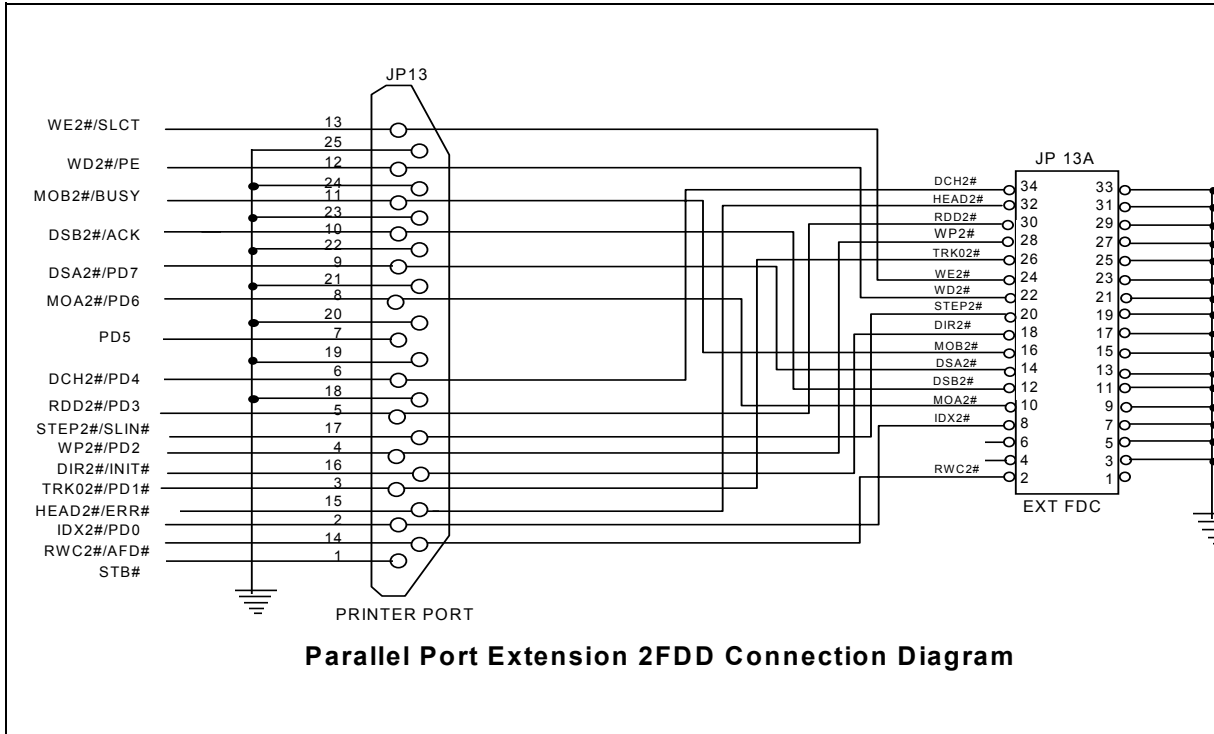 JP13
WE2#/SLCT
WD2#/PE
MOB2#/BUSY
DSB2#/ACK
DSA2#/PD7
MOA2#/PD6
PD5
DCH2#/PD4
RDD2#/PD3
STEP2#/SLIN#
WP2#/PD2
DIR2#/INIT#
TRK02#/PD1#
HEAD2#/ERR#
IDX2#/PD0
RWC2#/AFD#
STB#
13
25
12
24
11
23
10
22
9
21
8
20
7
19
6
18
5
17
4
16
3
15
2
14
1
PRINTER PORT
JP 13A
DCH2# 34 33
HEAD2# 32 31
RDD2# 30 29
WP2# 28 27
TRK02# 26 25
WE2# 24 23
WD2# 22 21
STEP2# 20 19
DIR2# 18 17
MOB2# 16 15
DSA2# 14 13
DSB2# 12 11
MOA2# 10 9
IDX2# 8 7
6 5
4 3
RWC2# 2 1
EXT FDC
Parallel Port Extension 2FDD Connection Diagram